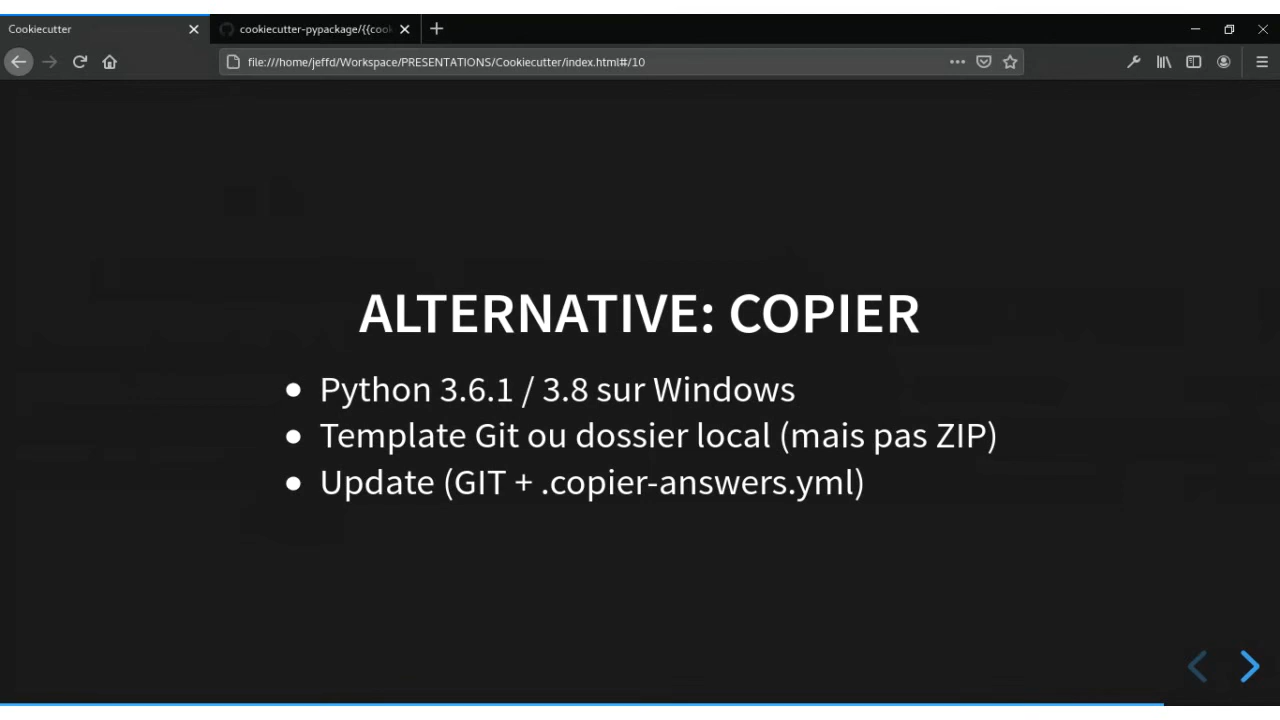 Cookiecutter
cookiecutter-pypackage/{{cool
file:///home/jeffd/Workspace/PRESENTATIONS/Cookiecutter/index.html#/10
ALTERNATIVE: COPIER
Python 3.6.1 / 3.8 sur Windows
Template Git ou dossier local (mais pas ZIP)
Update (GIT + .copier-answers.yml)